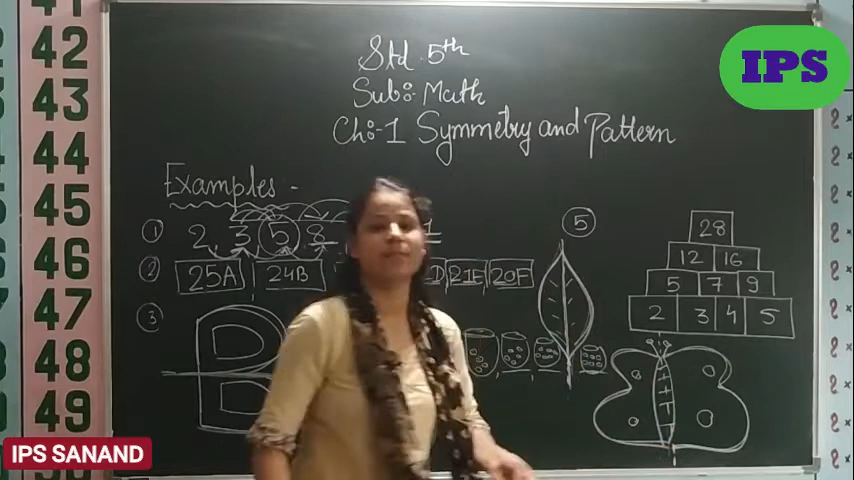 IPS
Std. 5th
Sub:- Math
Ch:-1 Symmetry and Pattern
Examples -
① 2, 3, 5, 8 1
② 25A 24B D 21E 20F
③
⑤
28
12 16
5 7 9
2 3 4 5
42
43
44
45
46
47
48
49
IPS SANAND